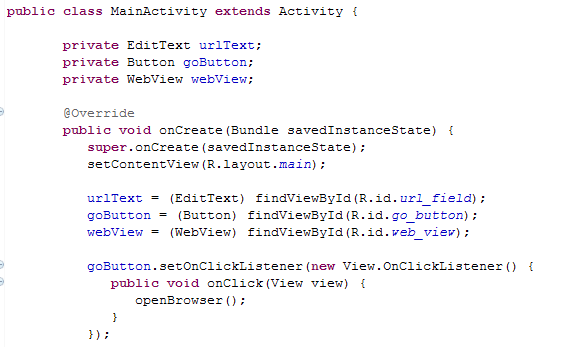 public class MainActivity extends Activity {
private EditText urlText;
private Button goButton;
private WebView webView;
@Override
public void onCreate(Bundle savedInstanceState) {
super.onCreate(savedInstanceState);
setContentView(R.layout.main);
urlText = (EditText) findViewById(R.id.url_field);
goButton = (Button) findViewById(R.id.go_button);
webView = (WebView) findViewById(R.id.web_view);
goButton.setOnClickListener(new View.OnClickListener() {
public void onClick(View view) {
openBrowser();
}
});